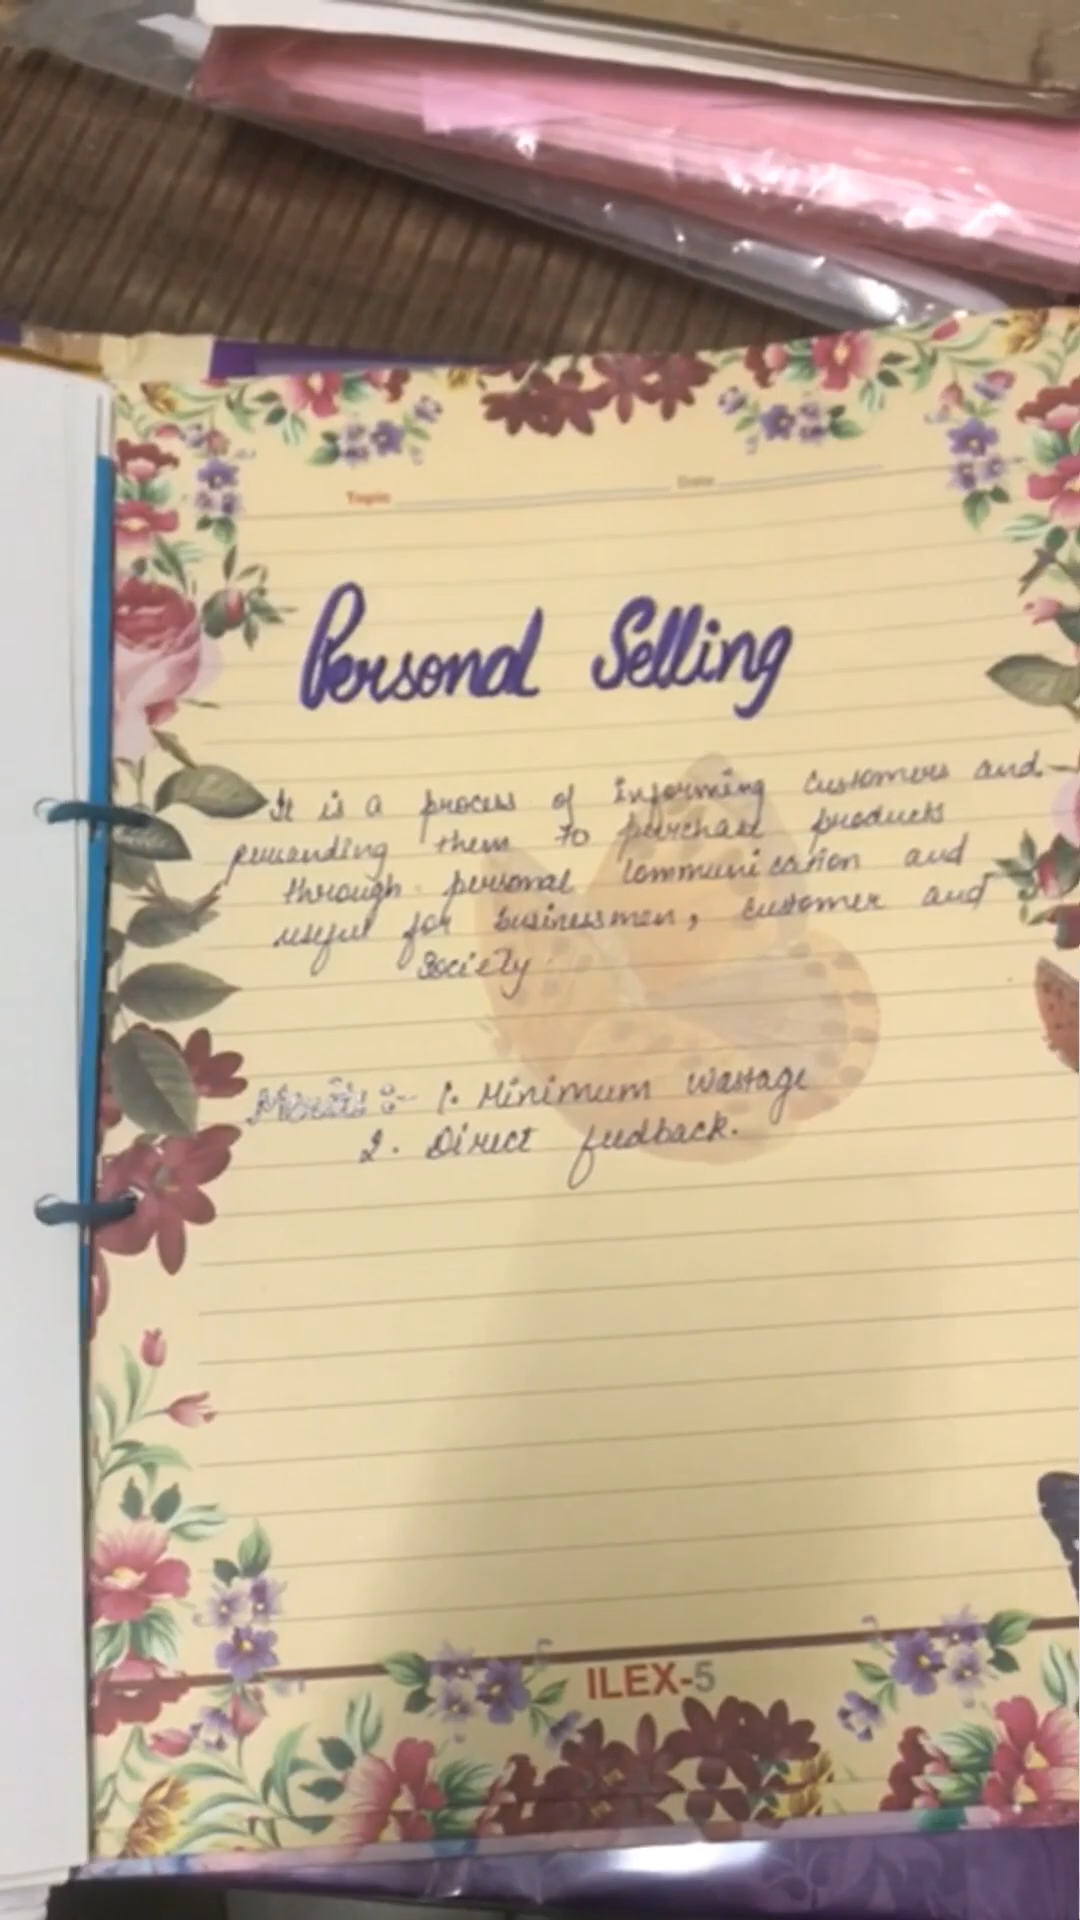 Topic Date
Personal Selling
It is a process of informing customers and
them to purchase products
through personal communication and
useful for businessmen, customer and
Society
Merits :- 1. Minimum wastage
2. Direct feedback.
ILEX-5